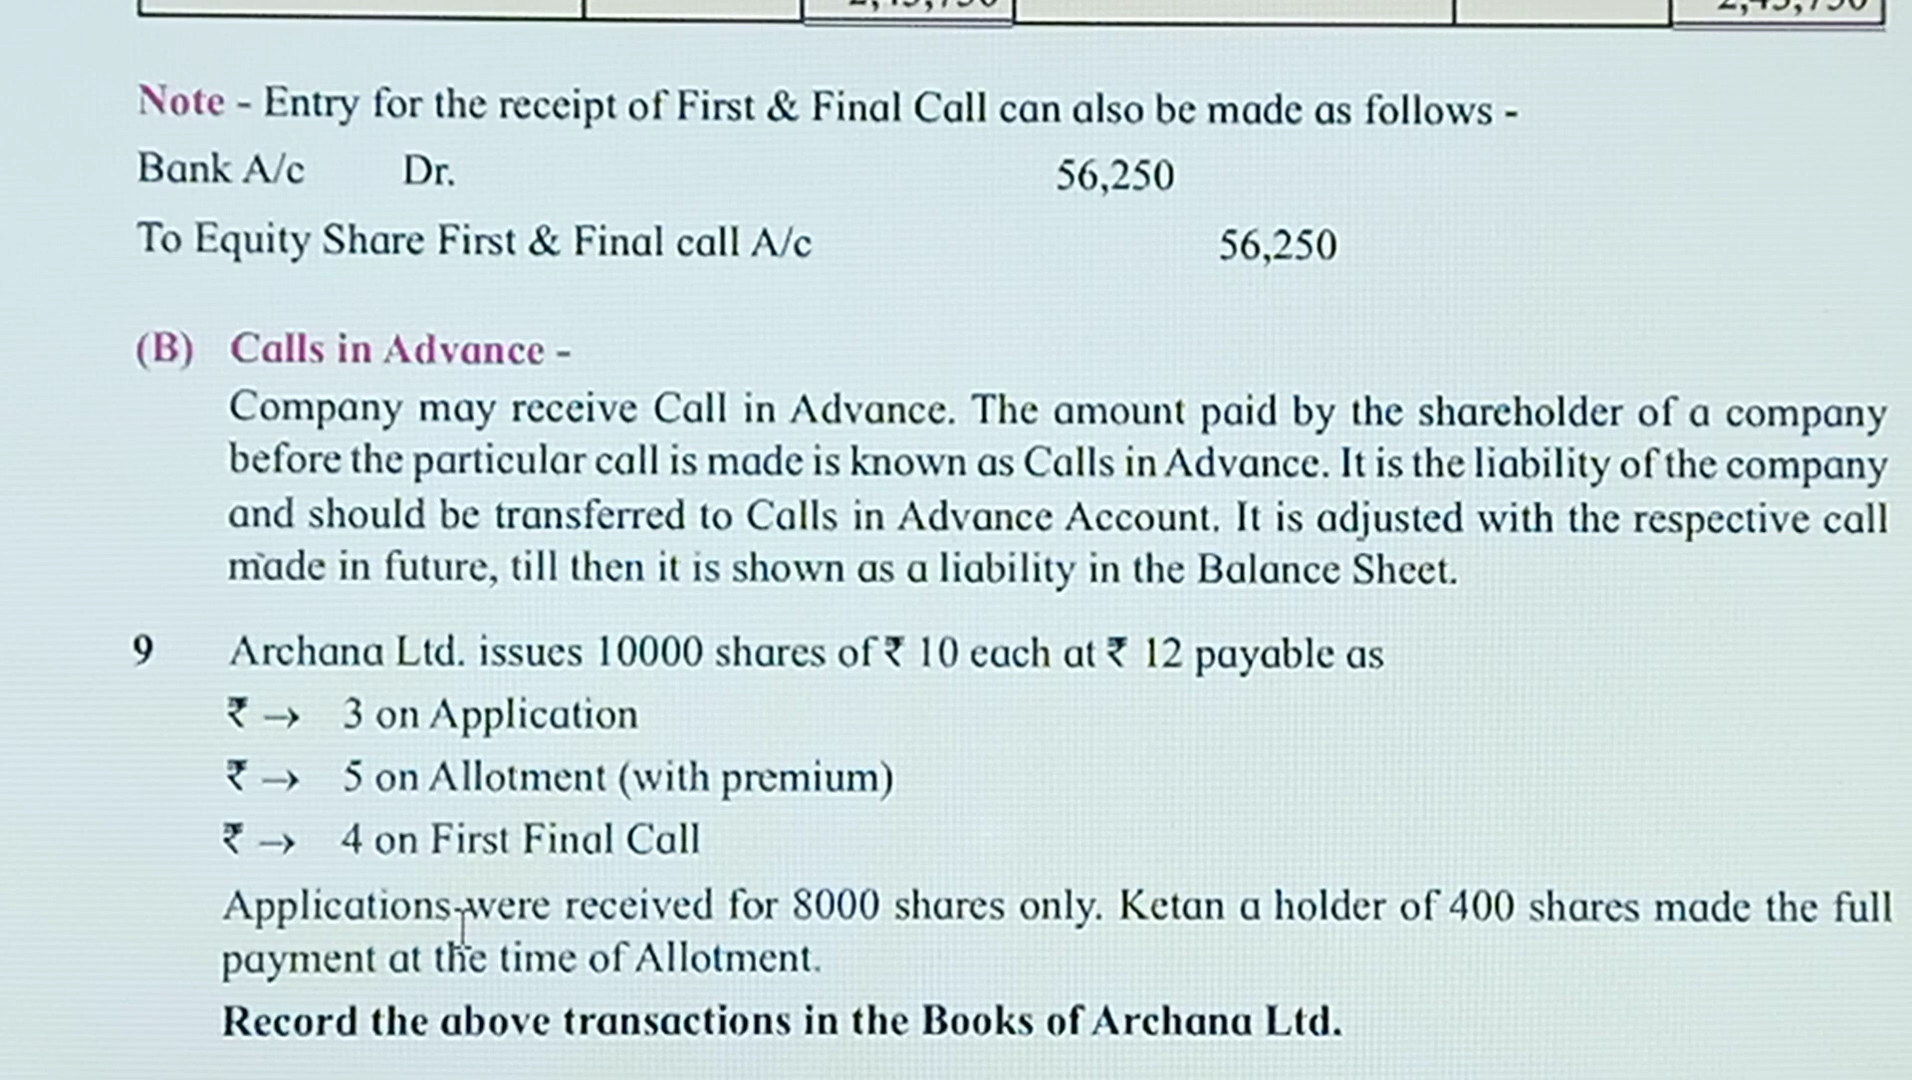 Note - Entry for the receipt of First & Final Call can also be made as follows -
Bank A/c Dr. 56,250
To Equity Share First & Final call A/c 56,250
(B) Calls in Advance -
Company may receive Call in Advance. The amount paid by the shareholder of a company
before the particular call is made is known as Calls in Advance. It is the liability of the company
and should be transferred to Calls in Advance Account. It is adjusted with the respective call
made in future, till then it is shown as a liability in the Balance Sheet.
9 Archana Ltd. issues 10000 shares of ₹ 10 each at ₹ 12 payable as
₹ → 3 on Application
₹ → 5 on Allotment (with premium)
₹ → 4 on First Final Call
Applications were received for 8000 shares only. Ketan a holder of 400 shares made the full
payment at the time of Allotment.
Record the above transactions in the Books of Archana Ltd.